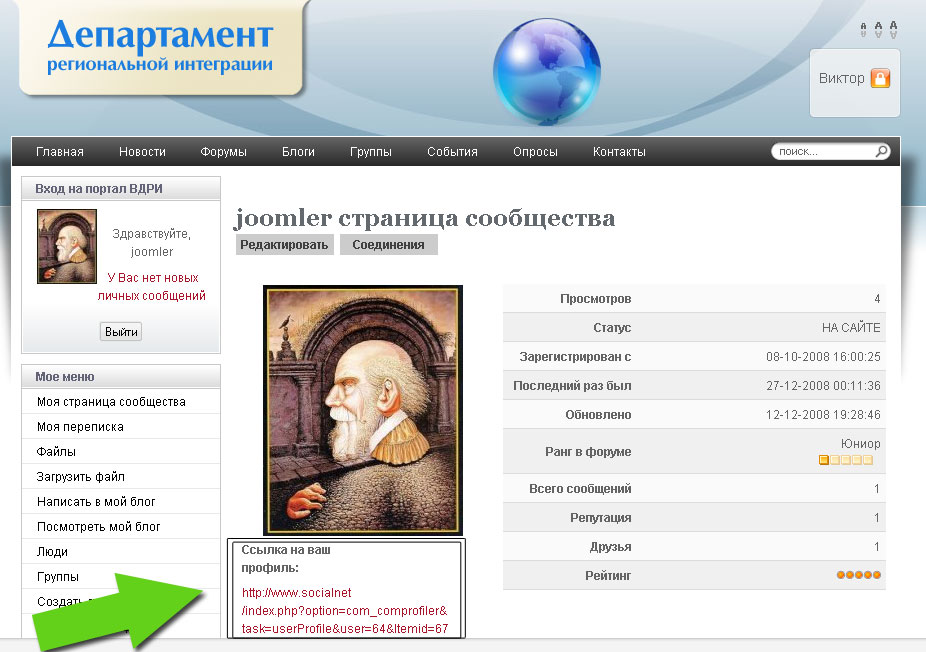 Департамент
региональной интеграции
A A A
Виктор
Главная Новости Форумы Блоги Группы События Опросы Контакты
поиск...
Вход на портал ВДРИ
Здравствуйте,
joomler
У Вас нет новых
личных сообщений
Выйти
Мое меню
Моя страница сообщества
Моя переписка
Файлы
Загрузить файл
Написать в мой блог
Посмотреть мой блог
Люди
Группы
Создать
joomler страница сообщества
Редактировать Соединения
Ссылка на ваш
профиль:
http://www.socialnet
/index.php?option=com_comprofiler&
task=userProfile&user=64&Itemid=67
Просмотров 4
Статус НА САЙТЕ
Зарегистрирован с 08-10-2008 16:00:25
Последний раз был 27-12-2008 00:11:36
Обновлено 12-12-2008 19:28:46
Ранг в форуме Юниор
Всего сообщений 1
Репутация 1
Друзья 1
Рейтинг